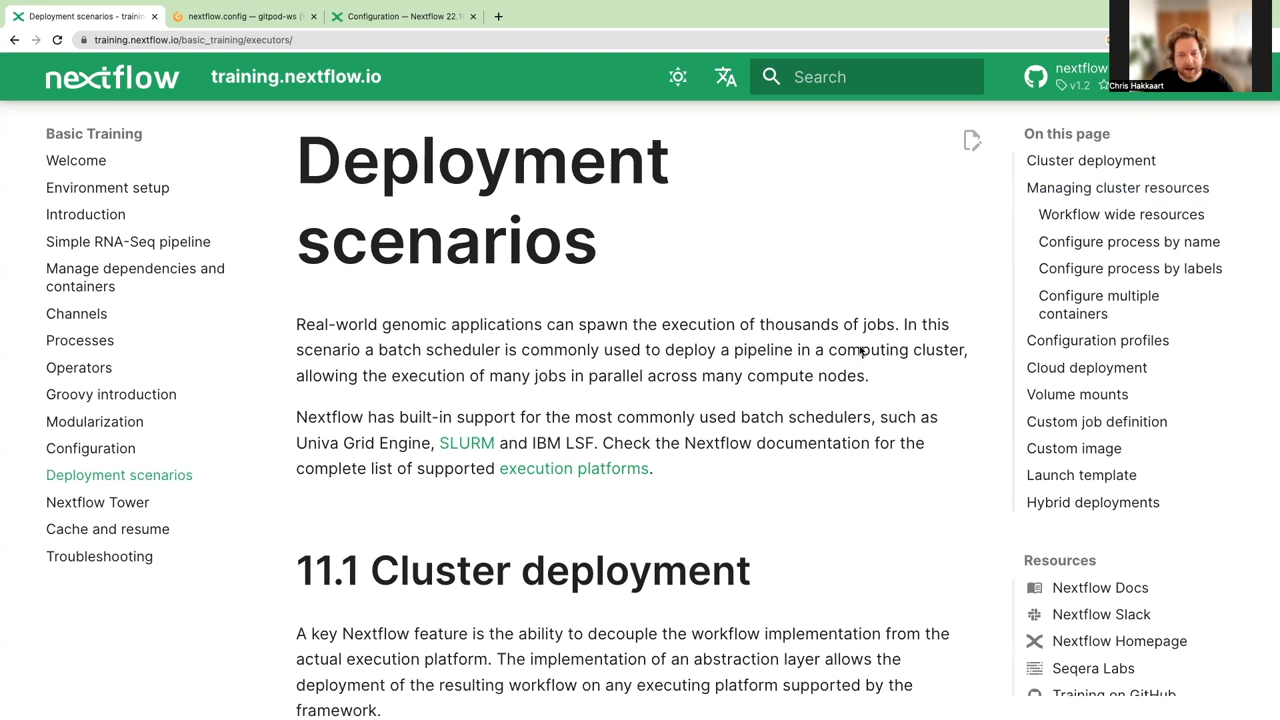 Deployment scenarios - trainin
nextflow.config — gitpod-ws (
Configuration — Nextflow 22.1
training.nextflow.io/basic_training/executors/
Chris Hakkaart
nextflow
training.nextflow.io
Search
nextflow
v1.2
Basic Training
Welcome
Environment setup
Introduction
Simple RNA-Seq pipeline
Manage dependencies and
containers
Channels
Processes
Operators
Groovy introduction
Modularization
Configuration
Deployment scenarios
Nextflow Tower
Cache and resume
Troubleshooting
Deployment
scenarios
Real-world genomic applications can spawn the execution of thousands of jobs. In this
scenario a batch scheduler is commonly used to deploy a pipeline in a computing cluster,
allowing the execution of many jobs in parallel across many compute nodes.
Nextflow has built-in support for the most commonly used batch schedulers, such as
Univa Grid Engine, SLURM and IBM LSF. Check the Nextflow documentation for the
complete list of supported execution platforms.
11.1 Cluster deployment
A key Nextflow feature is the ability to decouple the workflow implementation from the
actual execution platform. The implementation of an abstraction layer allows the
deployment of the resulting workflow on any executing platform supported by the
framework.
On this page
Cluster deployment
Managing cluster resources
Workflow wide resources
Configure process by name
Configure process by labels
Configure multiple
containers
Configuration profiles
Cloud deployment
Volume mounts
Custom job definition
Custom image
Launch template
Hybrid deployments
Resources
Nextflow Docs
Nextflow Slack
Nextflow Homepage
Seqera Labs
Training on GitHub